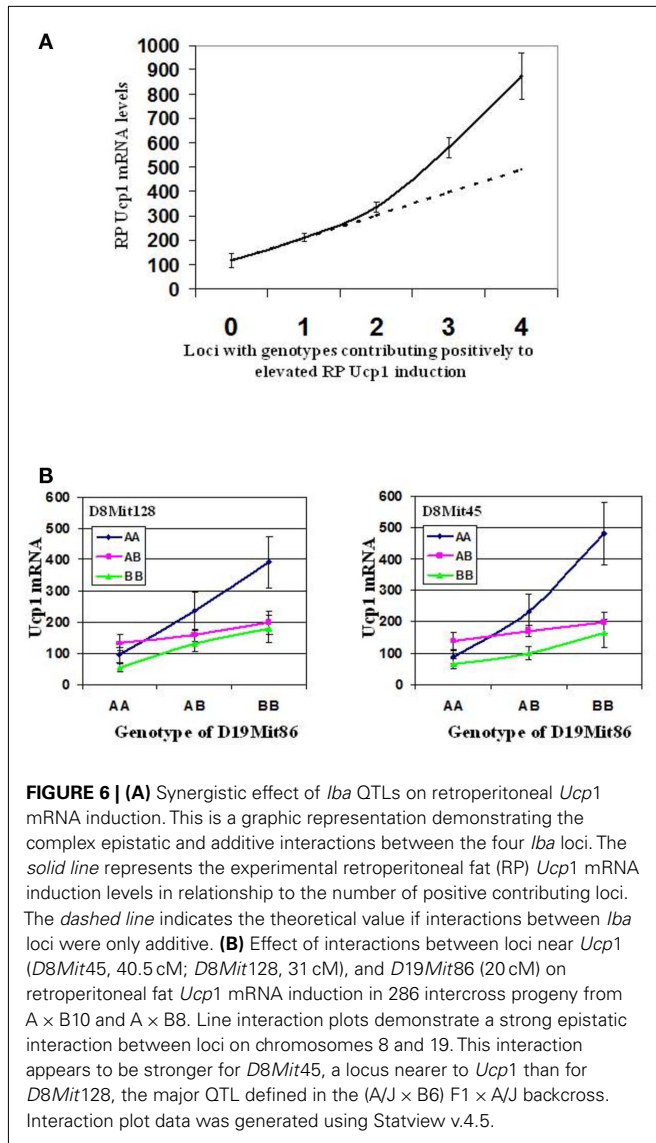 A
1000
900
800
700
600
500
400
300
200
100
0
RP Ucp1 mRNA levels
0 1 2 3 4
Loci with genotypes contributing positively to
elevated RP Ucp1 induction
B
600
500
400
300
200
100
0
Ucp1 mRNA
D8Mit128
AA
AB
BB
AA AB BB
Genotype of D19Mit86
600
500
400
300
200
100
0
Ucp1 mRNA
D8Mit45
AA
AB
BB
AA AB BB
Genotype of D19Mit86
FIGURE 6 | (A) Synergistic effect of Iba QTLs on retroperitoneal Ucp1
mRNA induction. This is a graphic representation demonstrating the
complex epistatic and additive interactions between the four Iba loci. The
solid line represents the experimental retroperitoneal fat (RP) Ucp1 mRNA
induction levels in relationship to the number of positive contributing loci.
The dashed line indicates the theoretical value if interactions between Iba
loci were only additive. (B) Effect of interactions between loci near Ucp1
(D8Mit45, 40.5 cM; D8Mit128, 31 cM), and D19Mit86 (20 cM) on
retroperitoneal fat Ucp1 mRNA induction in 286 intercross progeny from
A × B10 and A × B8. Line interaction plots demonstrate a strong epistatic
interaction between loci on chromosomes 8 and 19. This interaction
appears to be stronger for D8Mit45, a locus nearer to Ucp1 than for
D8Mit128, the major QTL defined in the (A/J × B6) F1 × A/J backcross.
Interaction plot data was generated using Statview v.4.5.